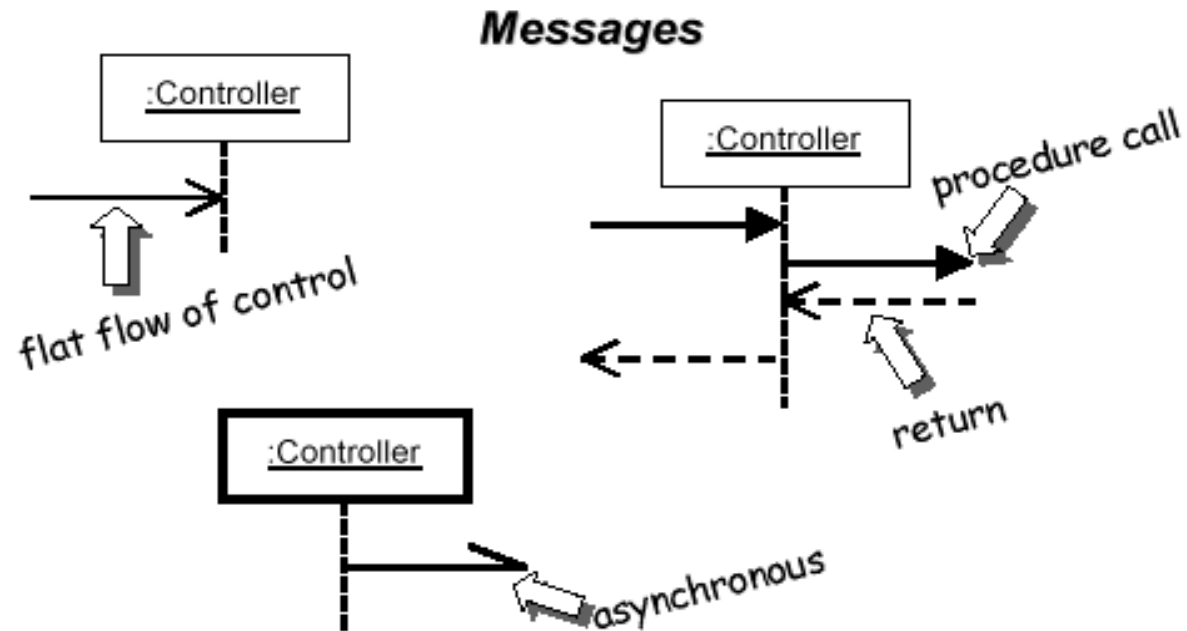 Messages
:Controller
:Controller
procedure call
flat flow of control
return
:Controller
asynchronous